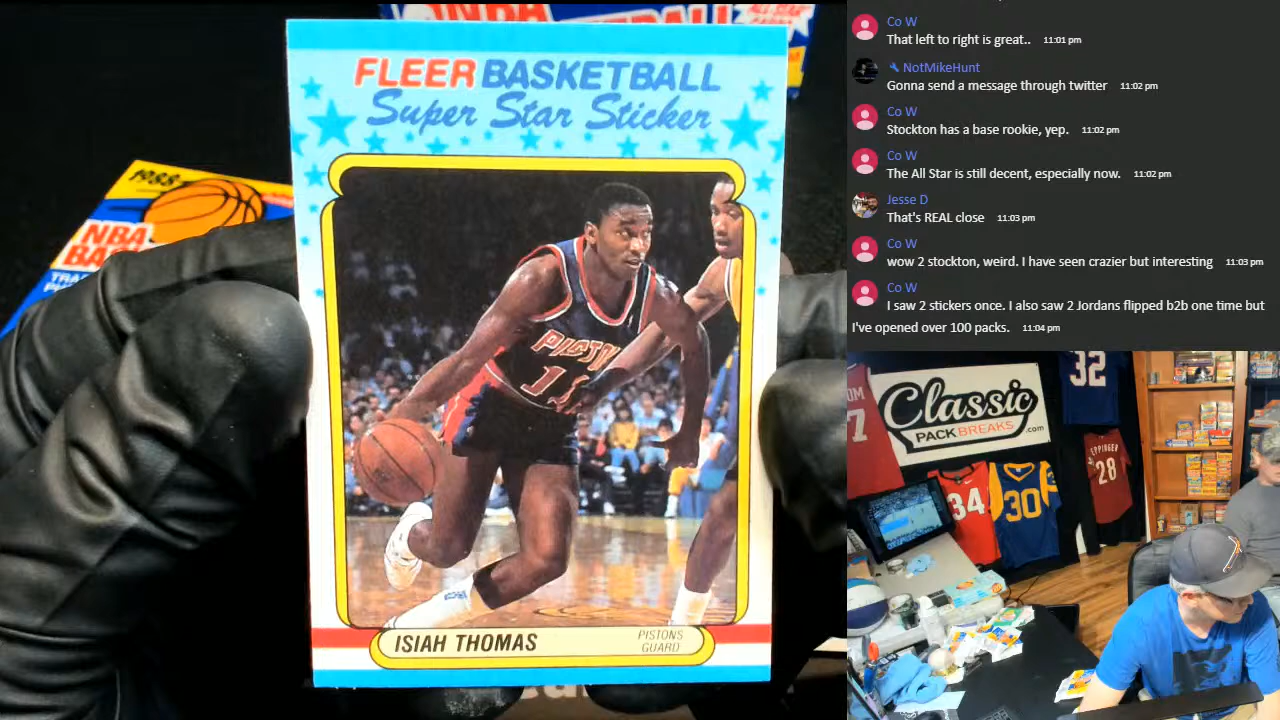 NBA
FLEER BASKETBALL
Super Star Sticker
1988
NBA
PISTON
11
ISIAH THOMAS
PISTONS
GUARD
Co W
That left to right is great.. 11:01 pm
NotMikeHunt
Gonna send a message through twitter 11:02 pm
Co W
Stockton has a base rookie, yep. 11:02 pm
Co W
The All Star is still decent, especially now. 11:02 pm
Jesse D
That's REAL close 11:03 pm
Co W
wow 2 stockton, weird. I have seen crazier but interesting 11:03 pm
Co W
I saw 2 stickers once. I also saw 2 Jordans flipped b2b one time but
I've opened over 100 packs. 11:04 pm
32
7
Classic
PACKBREAKS.com
EPPINGER
28
34
30